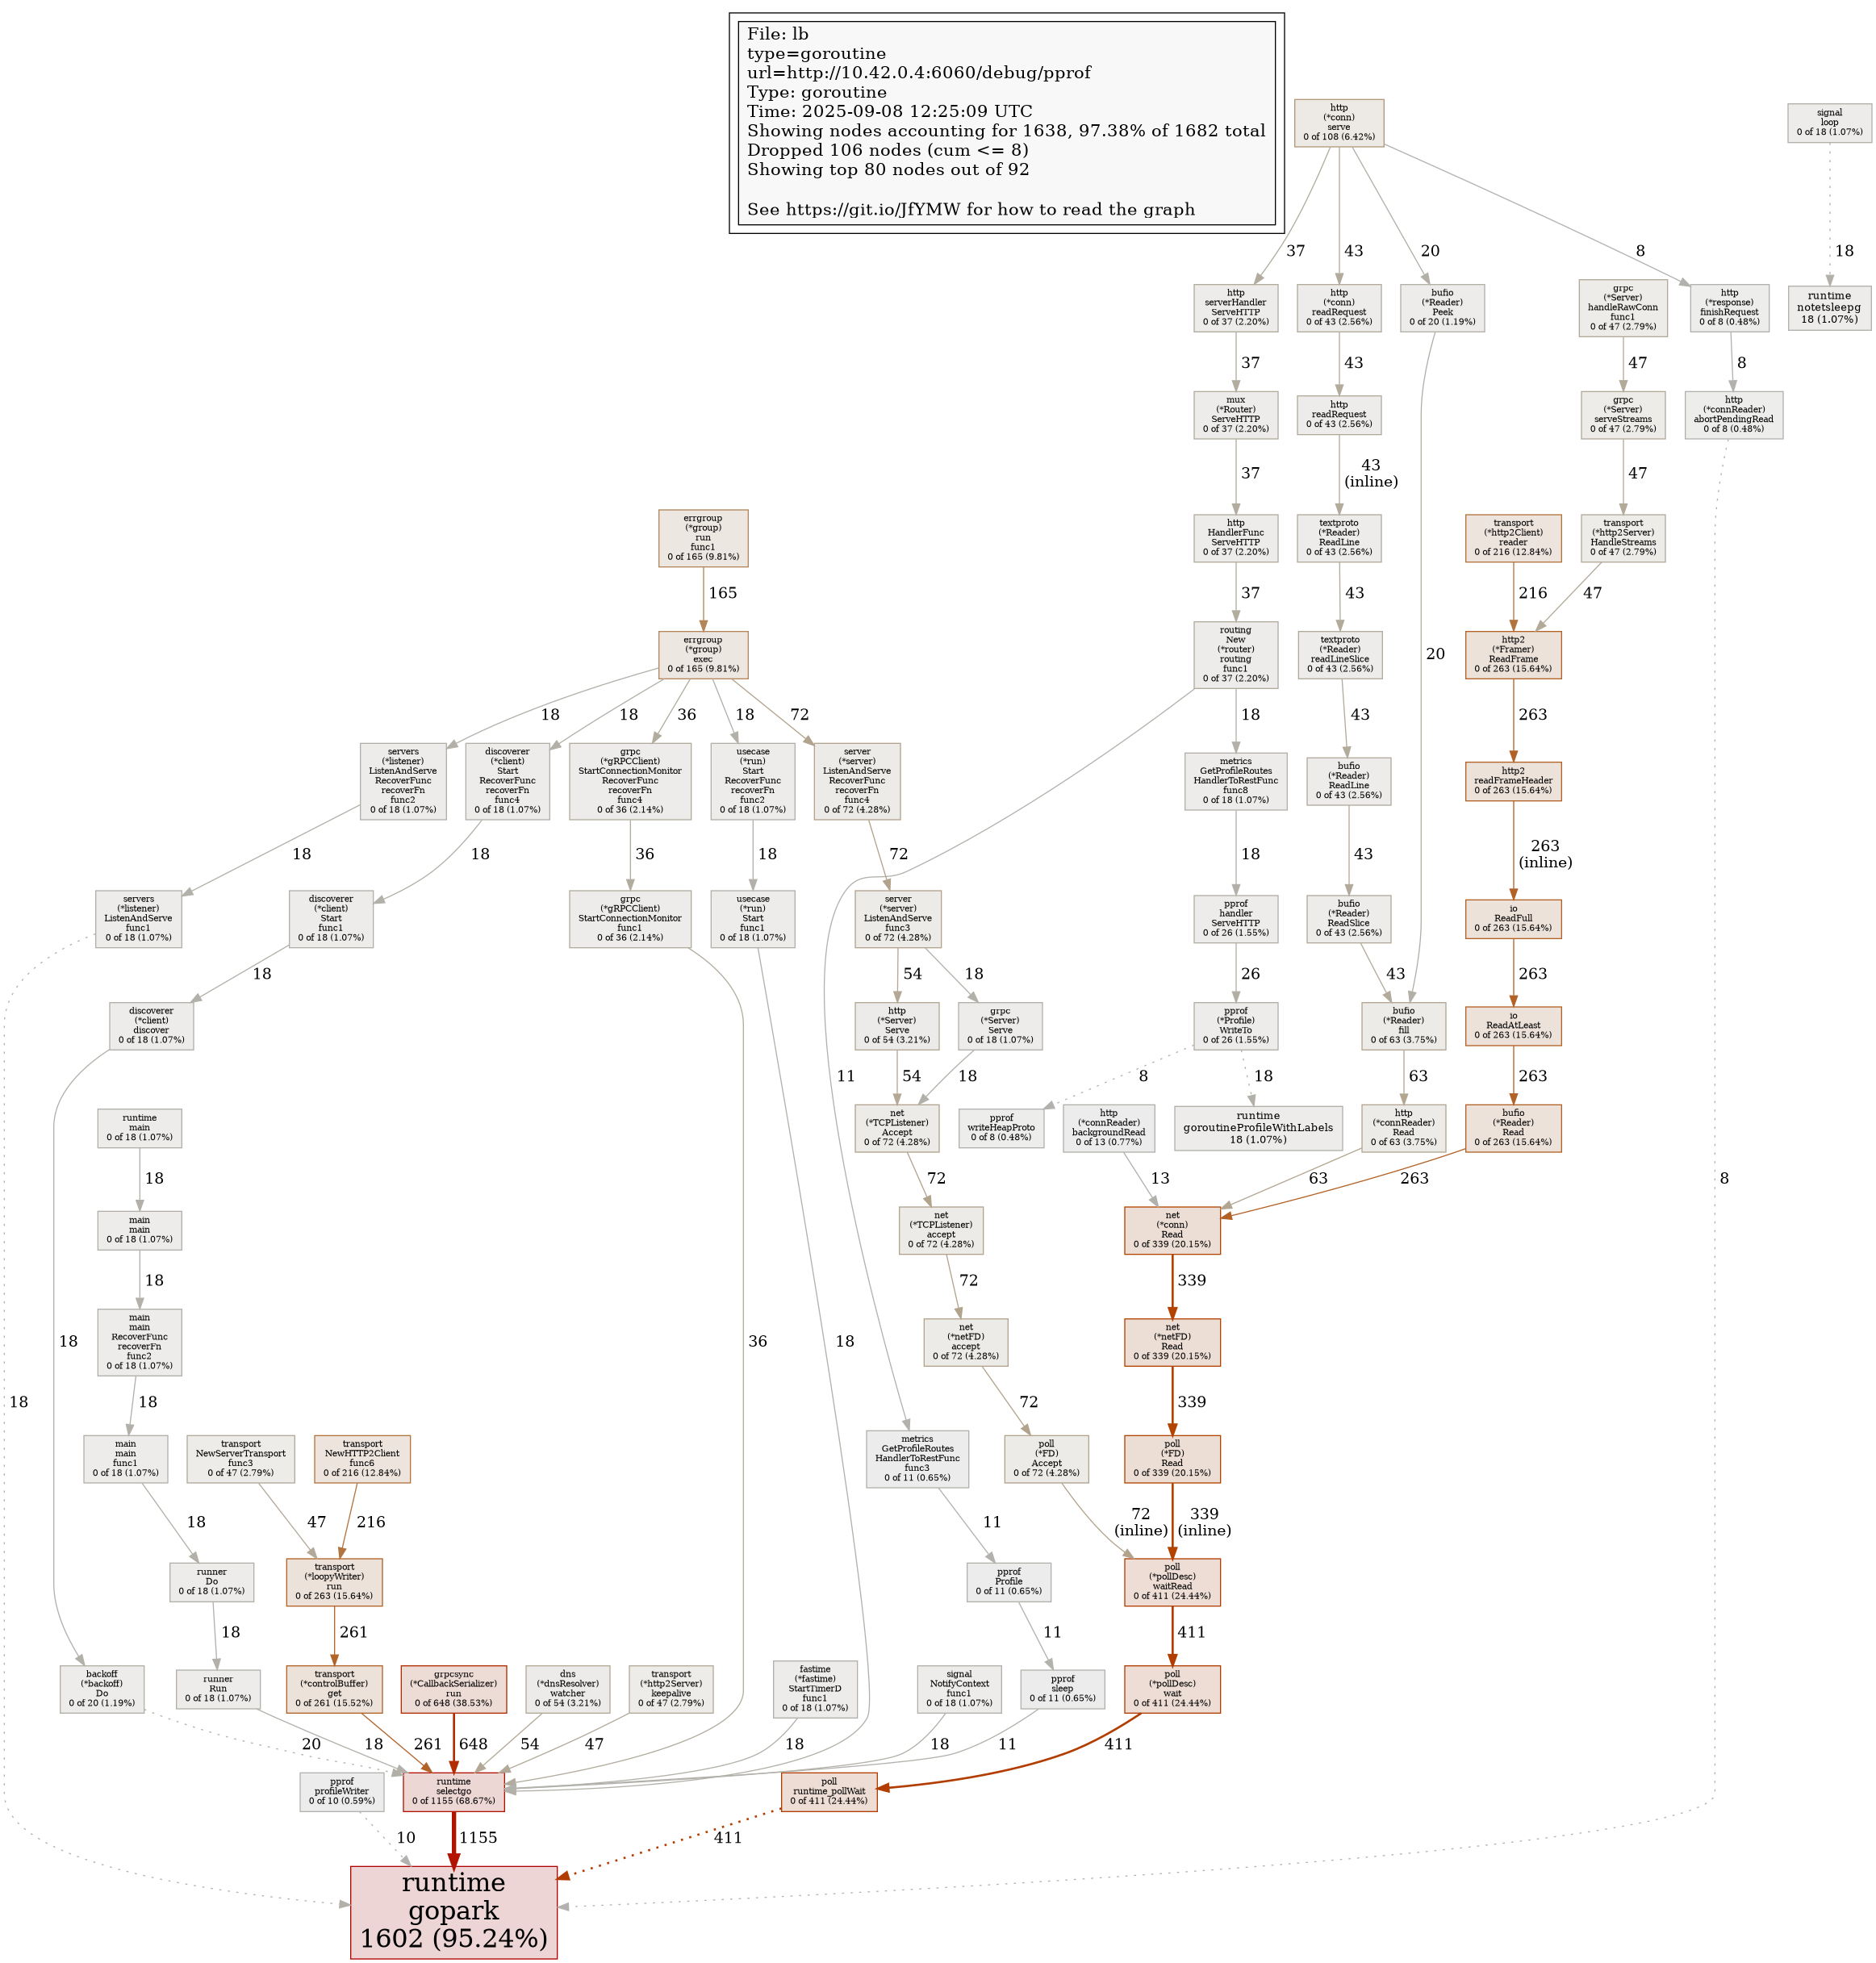 File: lb
type=goroutine
url=http://10.42.0.4:6060/debug/pprof
Type: goroutine
Time: 2025-09-08 12:25:09 UTC
Showing nodes accounting for 1638, 97.38% of 1682 total
Dropped 106 nodes (cum <= 8)
Showing top 80 nodes out of 92
See https://git.io/JfYMW for how to read the graph
http
(*conn)
serve
0 of 108 (6.42%)
signal
loop
0 of 18 (1.07%)
37
43
20
8
18
http
serverHandler
ServeHTTP
0 of 37 (2.20%)
http
(*conn)
readRequest
0 of 43 (2.56%)
bufio
(*Reader)
Peek
0 of 20 (1.19%)
grpc
(*Server)
handleRawConn
func1
0 of 47 (2.79%)
http
(*response)
finishRequest
0 of 8 (0.48%)
runtime
notetsleepg
18 (1.07%)
37
43
47
8
mux
(*Router)
ServeHTTP
0 of 37 (2.20%)
http
readRequest
0 of 43 (2.56%)
grpc
(*Server)
serveStreams
0 of 47 (2.79%)
http
(*connReader)
abortPendingRead
0 of 8 (0.48%)
37
43
(inline)
47
errgroup
(*group)
run
func1
0 of 165 (9.81%)
http
HandlerFunc
ServeHTTP
0 of 37 (2.20%)
textproto
(*Reader)
ReadLine
0 of 43 (2.56%)
transport
(*http2Client)
reader
0 of 216 (12.84%)
transport
(*http2Server)
HandleStreams
0 of 47 (2.79%)
165
37
43
216
47
errgroup
(*group)
exec
0 of 165 (9.81%)
routing
New
(*router)
routing
func1
0 of 37 (2.20%)
textproto
(*Reader)
readLineSlice
0 of 43 (2.56%)
20
http2
(*Framer)
ReadFrame
0 of 263 (15.64%)
18
18
36
18
72
18
43
263
servers
(*listener)
ListenAndServe
RecoverFunc
recoverFn
func2
0 of 18 (1.07%)
discoverer
(*client)
Start
RecoverFunc
recoverFn
func4
0 of 18 (1.07%)
grpc
(*gRPCClient)
StartConnectionMonitor
RecoverFunc
recoverFn
func4
0 of 36 (2.14%)
usecase
(*run)
Start
RecoverFunc
recoverFn
func2
0 of 18 (1.07%)
server
(*server)
ListenAndServe
RecoverFunc
recoverFn
func4
0 of 72 (4.28%)
metrics
GetProfileRoutes
HandlerToRestFunc
func8
0 of 18 (1.07%)
bufio
(*Reader)
ReadLine
0 of 43 (2.56%)
http2
readFrameHeader
0 of 263 (15.64%)
18
18
36
18
72
18
43
263
(inline)
servers
(*listener)
ListenAndServe
func1
0 of 18 (1.07%)
discoverer
(*client)
Start
func1
0 of 18 (1.07%)
grpc
(*gRPCClient)
StartConnectionMonitor
func1
0 of 36 (2.14%)
usecase
(*run)
Start
func1
0 of 18 (1.07%)
server
(*server)
ListenAndServe
func3
0 of 72 (4.28%)
pprof
handler
ServeHTTP
0 of 26 (1.55%)
bufio
(*Reader)
ReadSlice
0 of 43 (2.56%)
io
ReadFull
0 of 263 (15.64%)
18
54
18
26
43
263
discoverer
(*client)
discover
0 of 18 (1.07%)
http
(*Server)
Serve
0 of 54 (3.21%)
grpc
(*Server)
Serve
0 of 18 (1.07%)
pprof
(*Profile)
WriteTo
0 of 26 (1.55%)
bufio
(*Reader)
fill
0 of 63 (3.75%)
io
ReadAtLeast
0 of 263 (15.64%)
11
54
18
8
18
63
263
runtime
main
0 of 18 (1.07%)
net
(*TCPListener)
Accept
0 of 72 (4.28%)
pprof
writeHeapProto
0 of 8 (0.48%)
http
(*connReader)
backgroundRead
0 of 13 (0.77%)
runtime
goroutineProfileWithLabels
18 (1.07%)
http
(*connReader)
Read
0 of 63 (3.75%)
bufio
(*Reader)
Read
0 of 263 (15.64%)
18
72
13
63
263
8
main
main
0 of 18 (1.07%)
net
(*TCPListener)
accept
0 of 72 (4.28%)
net
(*conn)
Read
0 of 339 (20.15%)
18
72
339
main
main
RecoverFunc
recoverFn
func2
0 of 18 (1.07%)
18
36
18
net
(*netFD)
accept
0 of 72 (4.28%)
net
(*netFD)
Read
0 of 339 (20.15%)
18
18
72
339
main
main
func1
0 of 18 (1.07%)
transport
NewServerTransport
func3
0 of 47 (2.79%)
transport
NewHTTP2Client
func6
0 of 216 (12.84%)
metrics
GetProfileRoutes
HandlerToRestFunc
func3
0 of 11 (0.65%)
poll
(*FD)
Accept
0 of 72 (4.28%)
poll
(*FD)
Read
0 of 339 (20.15%)
18
47
216
11
72
(inline)
339
(inline)
runner
Do
0 of 18 (1.07%)
transport
(*loopyWriter)
run
0 of 263 (15.64%)
pprof
Profile
0 of 11 (0.65%)
poll
(*pollDesc)
waitRead
0 of 411 (24.44%)
18
261
11
411
backoff
(*backoff)
Do
0 of 20 (1.19%)
runner
Run
0 of 18 (1.07%)
transport
(*controlBuffer)
get
0 of 261 (15.52%)
grpcsync
(*CallbackSerializer)
run
0 of 648 (38.53%)
dns
(*dnsResolver)
watcher
0 of 54 (3.21%)
transport
(*http2Server)
keepalive
0 of 47 (2.79%)
fastime
(*fastime)
StartTimerD
func1
0 of 18 (1.07%)
signal
NotifyContext
func1
0 of 18 (1.07%)
pprof
sleep
0 of 11 (0.65%)
poll
(*pollDesc)
wait
0 of 411 (24.44%)
20
18
261
648
54
47
18
18
11
411
pprof
profileWriter
0 of 10 (0.59%)
runtime
selectgo
0 of 1155 (68.67%)
poll
runtime_pollWait
0 of 411 (24.44%)
10
1155
411
runtime
gopark
1602 (95.24%)